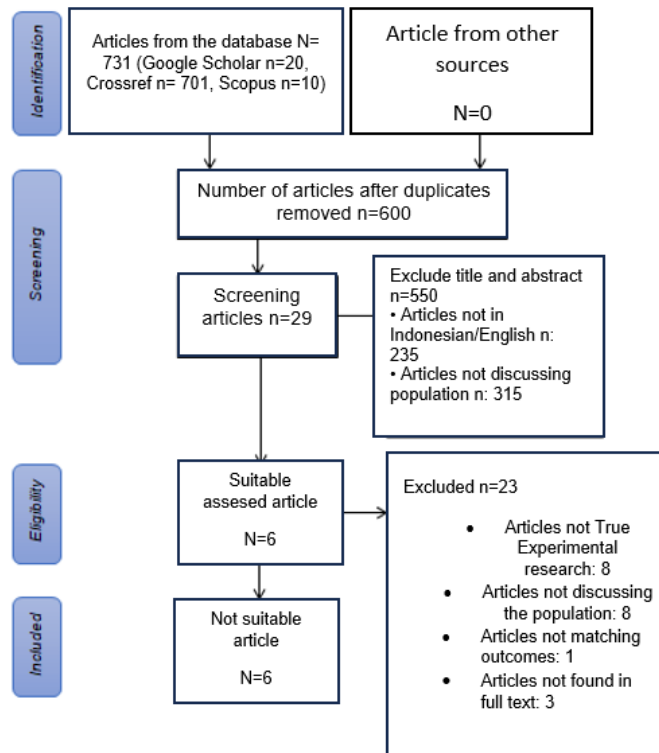 Identification
Articles from the database N=
731 (Google Scholar n=20,
Crossref n= 701, Scopus n=10)
Article from other
sources
N=0
Screening
Number of articles after duplicates
removed n=600
Screening
articles n=29
Exclude title and abstract
n=550
• Articles not in
Indonesian/English n:
235
• Articles not discussing
population n: 315
Eligibility
Suitable
assesed article
N=6
Excluded n=23
• Articles not True
Experimental
research: 8
• Articles not discussing
the population: 8
• Articles not matching
outcomes: 1
• Articles not found in
full text: 3
Included
Not suitable
article
N=6